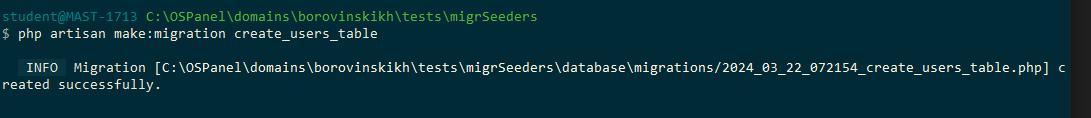 student@MAST-1713 C:\OSPanel\domains\borovinskikh\tests\migrSeeders
$ php artisan make:migration create_users_table
INFO Migration [C:\OSPanel\domains\borovinskikh\tests\migrSeeders\database\migrations/2024_03_22_072154_create_users_table.php] c
reated successfully.